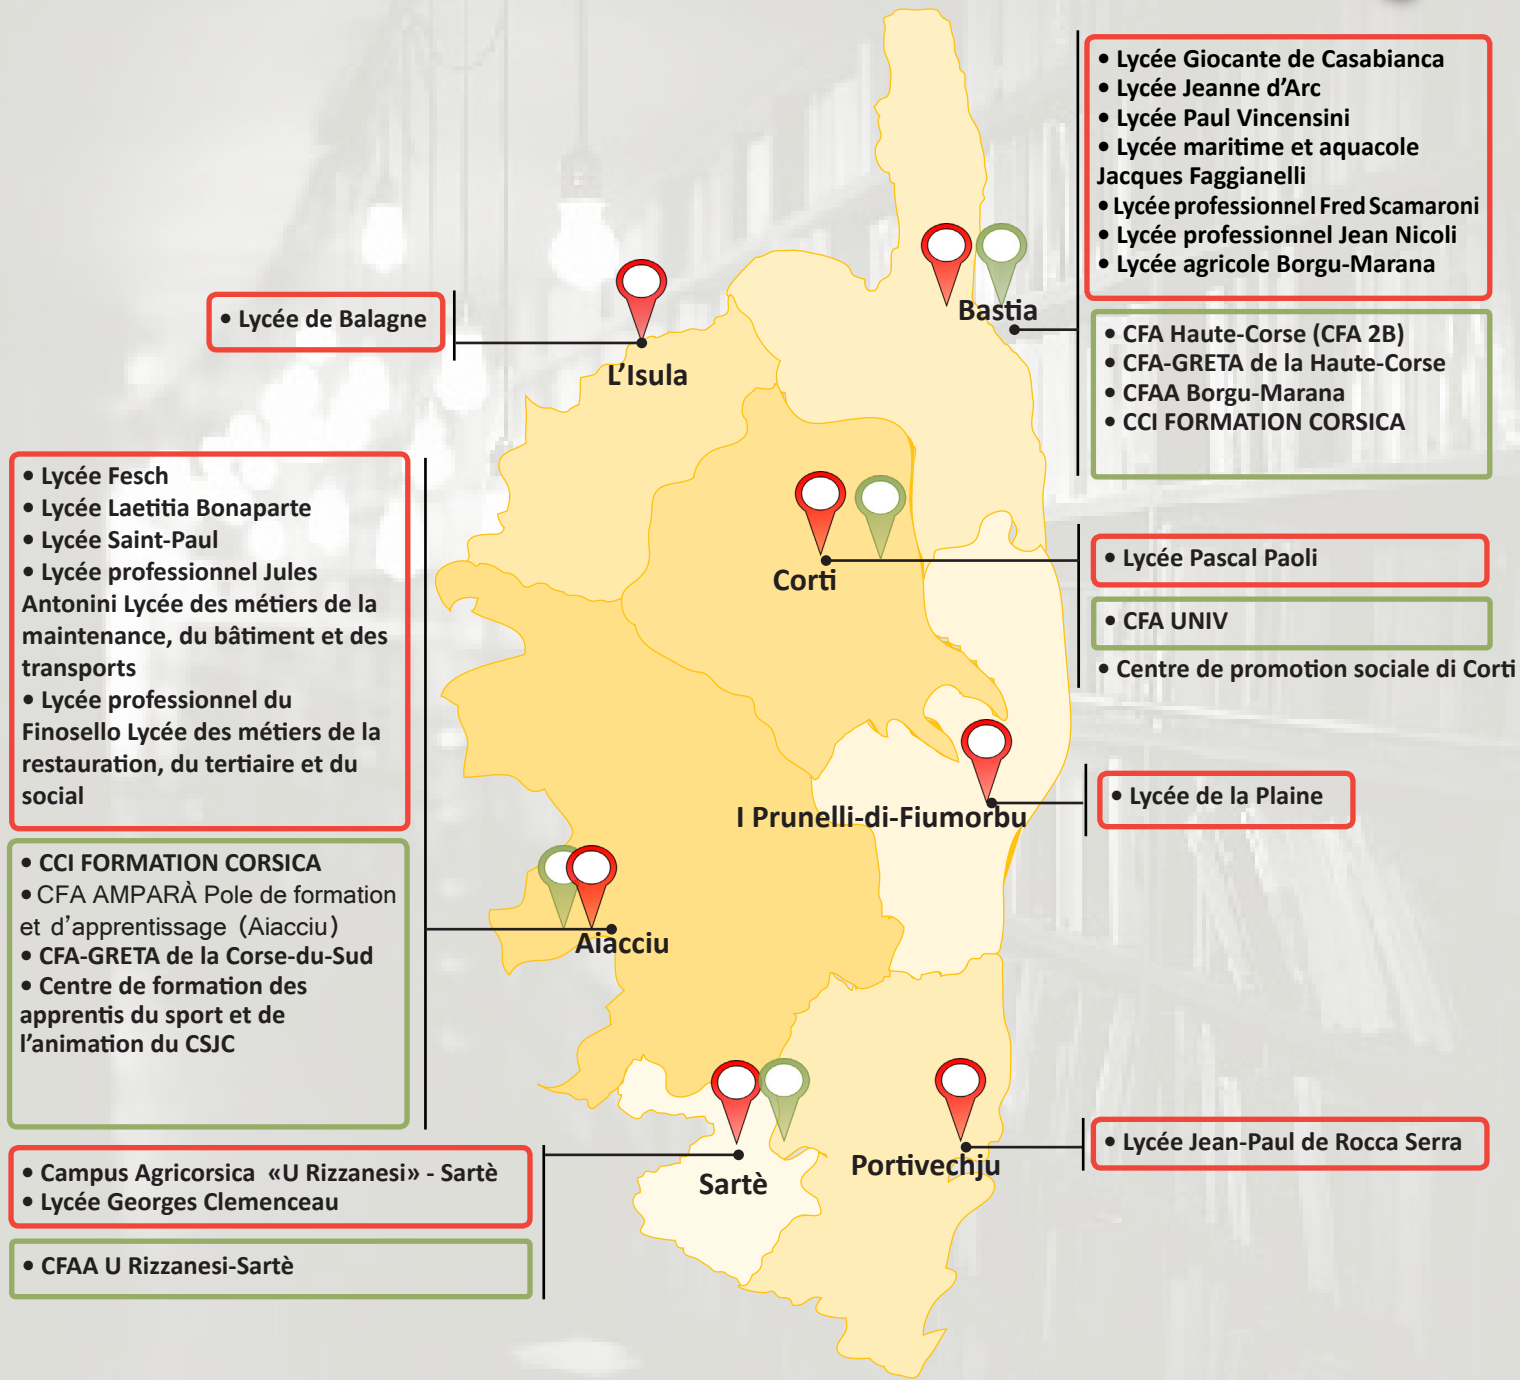 • Lycée Giocante de Casabianca
• Lycée Jeanne d’Arc
• Lycée Paul Vincensini
• Lycée maritime et aquacole
Jacques Faggianelli
• Lycée professionnel Fred Scamaroni
• Lycée professionnel Jean Nicoli
• Lycée agricole Borgu-Marana
Bastia
• CFA Haute-Corse (CFA 2B)
• CFA-GRETA de la Haute-Corse
• CFAA Borgu-Marana
• CCI FORMATION CORSICA
• Lycée de Balagne
L’Isula
• Lycée Fesch
• Lycée Laetitia Bonaparte
• Lycée Saint-Paul
• Lycée professionnel Jules
Antonini Lycée des métiers de la
maintenance, du bâtiment et des
transports
• Lycée professionnel du
Finosello Lycée des métiers de la
restauration, du tertiaire et du
social
Corti
• Lycée Pascal Paoli
• CFA UNIV
• Centre de promotion sociale di Corti
I Prunelli-di-Fiumorbu
• Lycée de la Plaine
• CCI FORMATION CORSICA
• CFA AMPARÀ Pole de formation
et d’apprentissage (Aiacciu)
• CFA-GRETA de la Corse-du-Sud
• Centre de formation des
apprentis du sport et de
l’animation du CSJC
Aiacciu
• Campus Agricorsica «U Rizzanesi» - Sartè
• Lycée Georges Clemenceau
• CFAA U Rizzanesi-Sartè
Sartè
Portivechju
• Lycée Jean-Paul de Rocca Serra